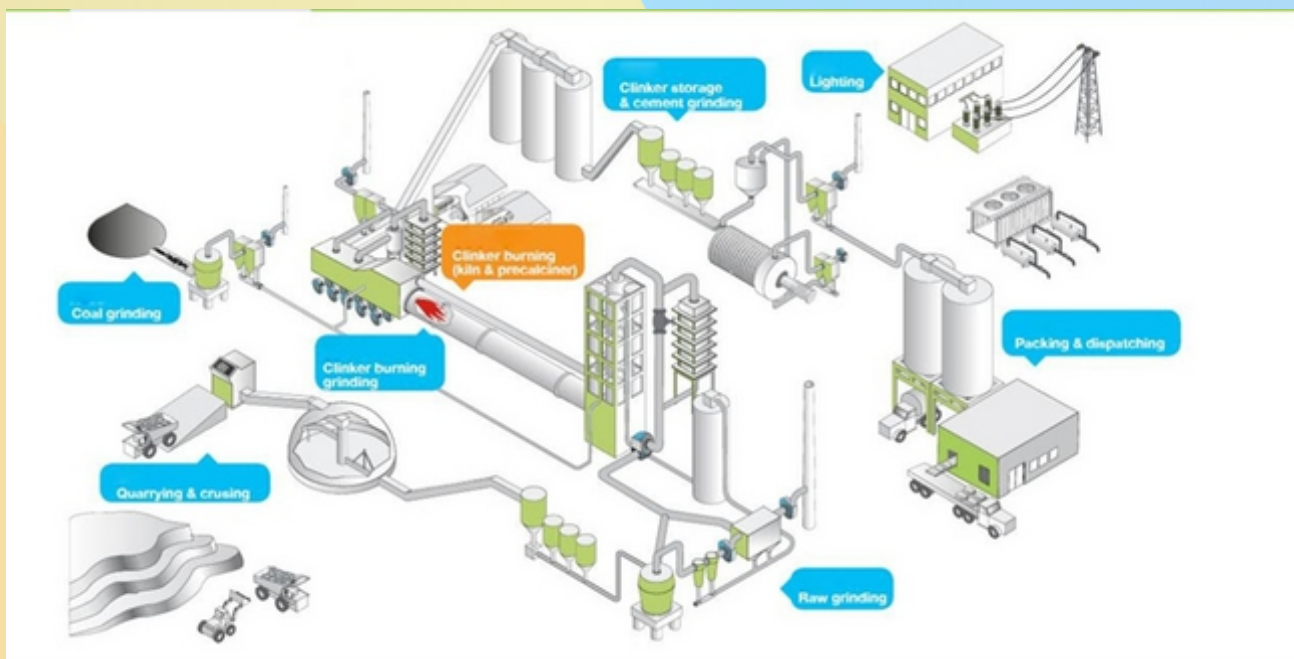 Clinker storage
& cement grinding
Lighting
Clinker burning
(kiln & precalciner)
Coal grinding
Clinker burning
grinding
Packing & dispatching
Quarrying & crusing
Raw grinding